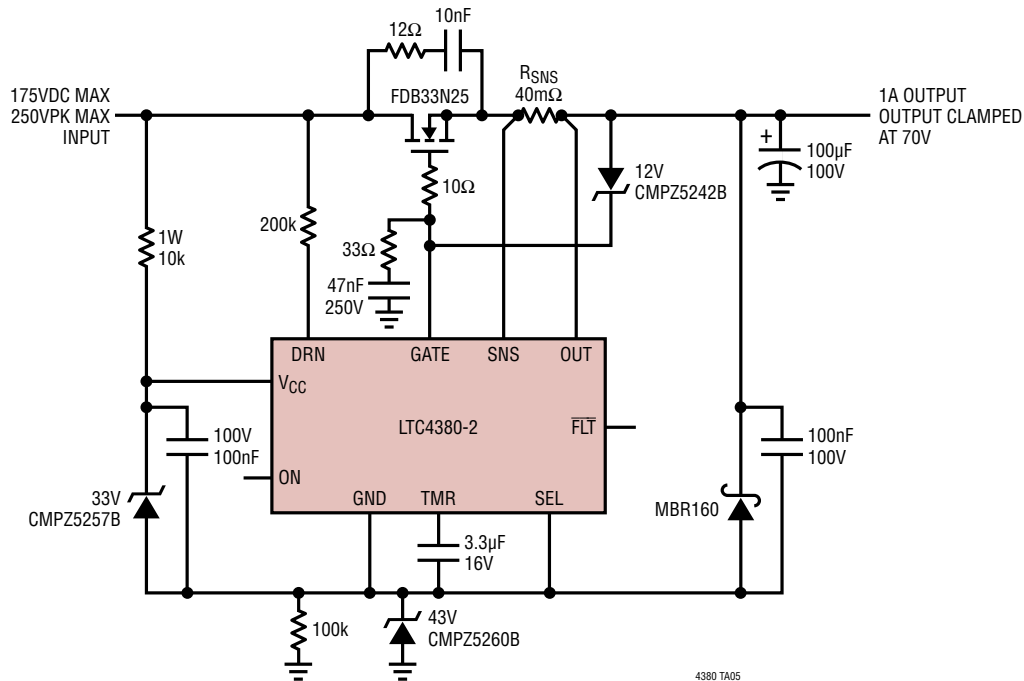 10nF
12Ω
RSNS
40mΩ
175VDC MAX
250VPK MAX
INPUT
FDB33N25
1A OUTPUT
OUTPUT CLAMPED
AT 70V
+
100µF
100V
10Ω
12V
CMPZ5242B
1W
10k
200k
33Ω
47nF
250V
DRN
GATE
SNS
OUT
VCC
LTC4380-2
FLT
100V
100nF
ON
100nF
100V
GND
TMR
SEL
33V
CMPZ5257B
MBR160
3.3µF
16V
100k
43V
CMPZ5260B
4380 TA05